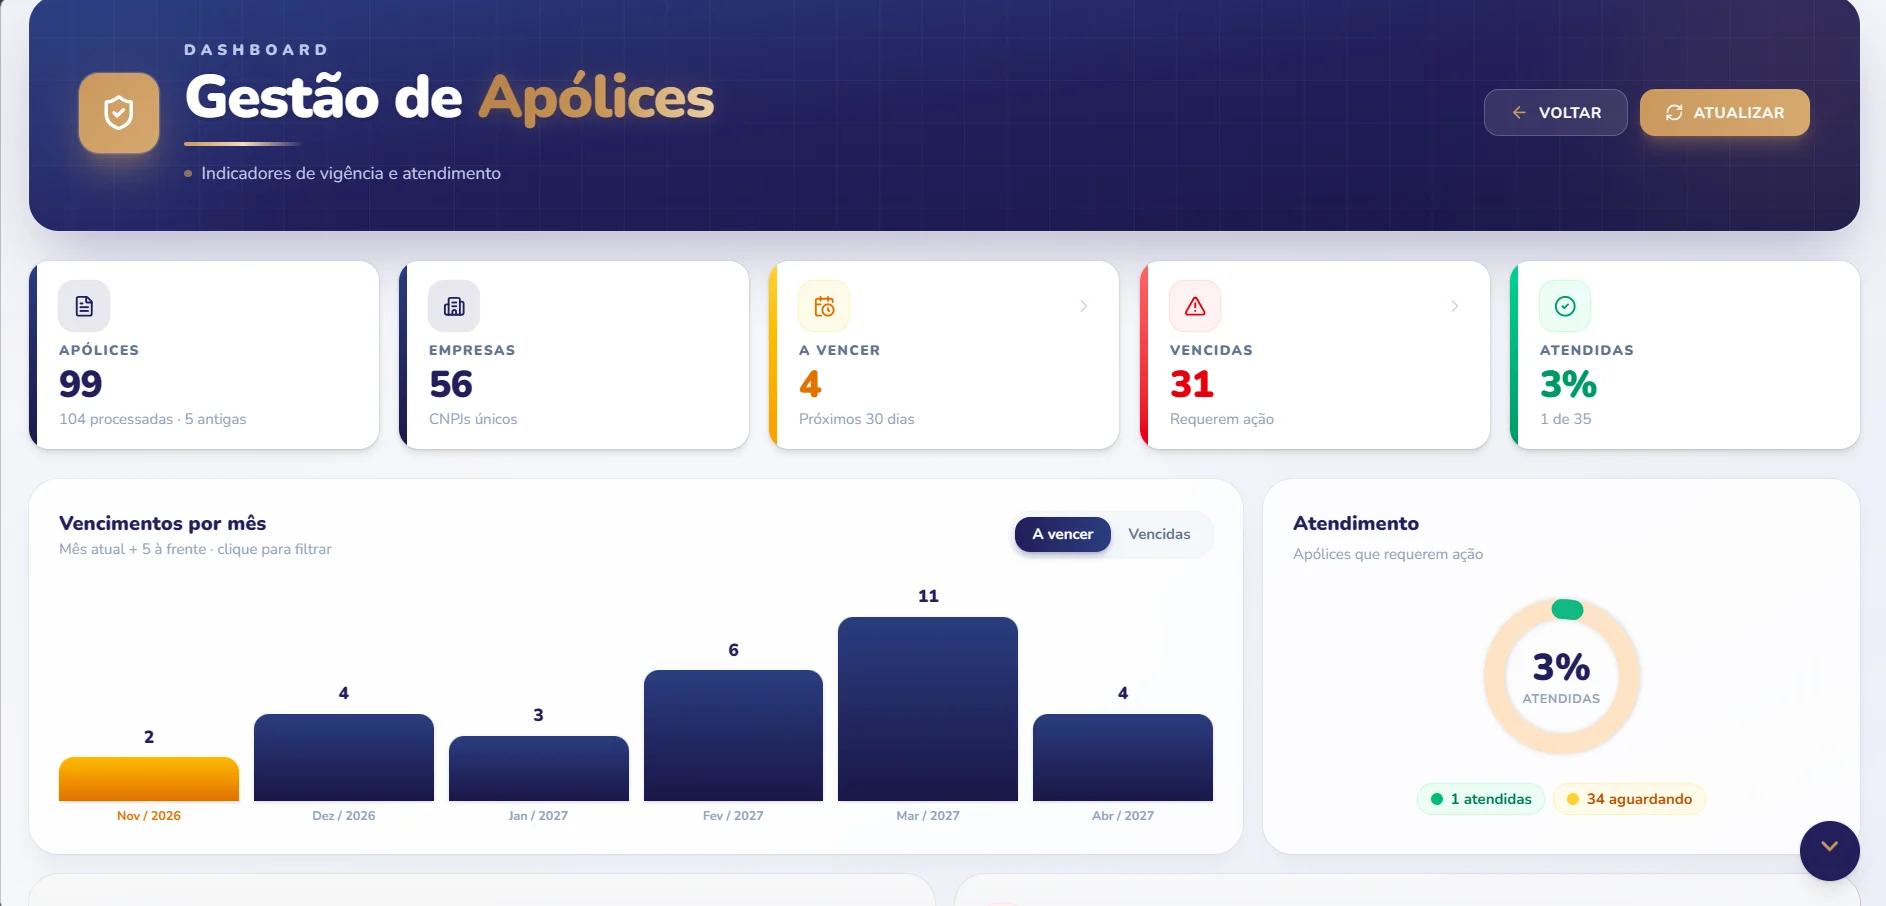 DASHBOARD
Gestão de Apólices
Indicadores de vigência e atendimento
VOLTAR
ATUALIZAR
APÓLICES
99
104 processadas · 5 antigas
EMPRESAS
56
CNPJs únicos
A VENCER
4
Próximos 30 dias
VENCIDAS
31
Requerem ação
ATENDIDAS
3%
1 de 35
Vencimentos por mês
Mês atual + 5 à frente · clique para filtrar
A vencer
Vencidas
2
4
3
6
11
4
Nov / 2026
Dez / 2026
Jan / 2027
Fev / 2027
Mar / 2027
Abr / 2027
Atendimento
Apólices que requerem ação
3%
ATENDIDAS
1 atendidas
34 aguardando